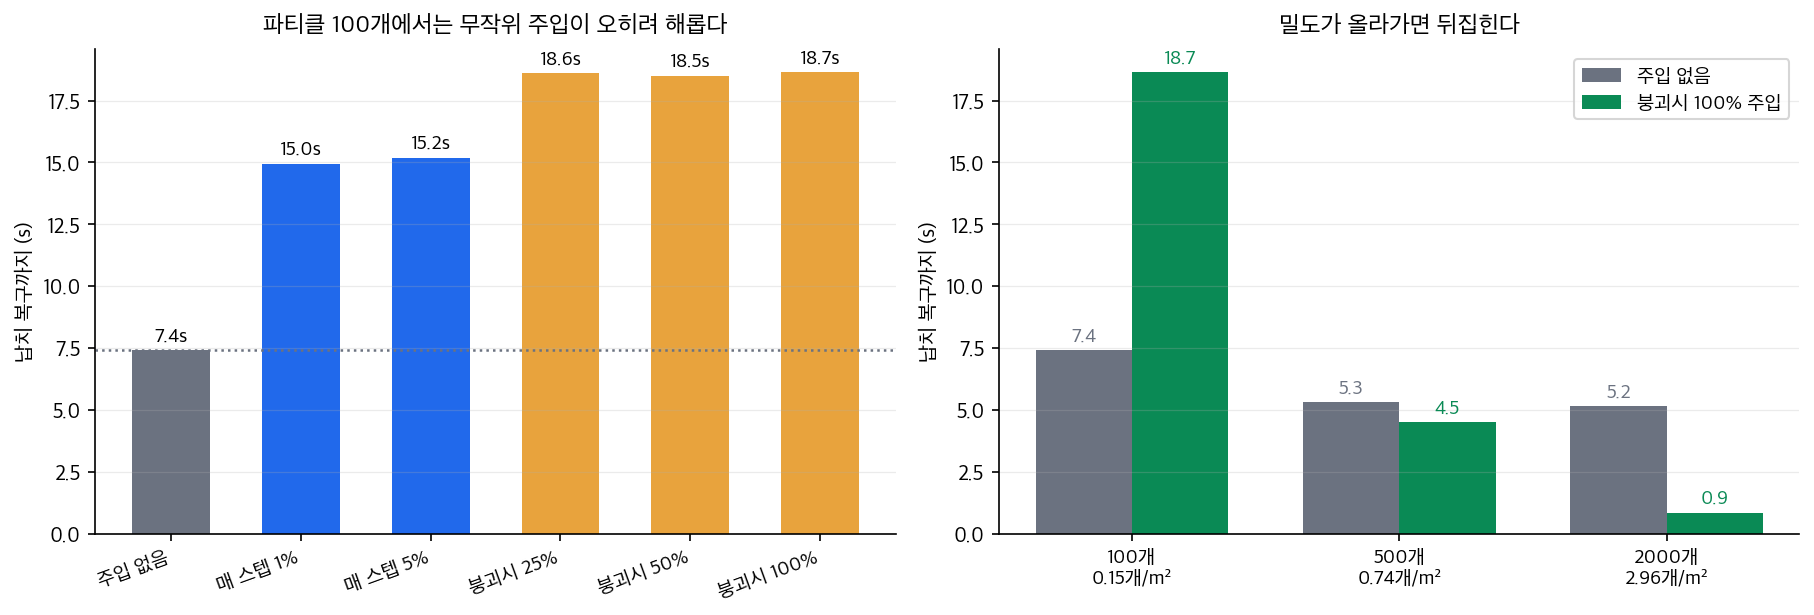 파티클 100개에서는 무작위 주입이 오히려 해롭다
납치 복구까지 (s)
17.5
15.0
12.5
10.0
7.5
5.0
2.5
0.0
7.4s
15.0s
15.2s
18.6s
18.5s
18.7s
주입 없음
매 스텝 1%
매 스텝 5%
붕괴시 25%
붕괴시 50%
붕괴시 100%
밀도가 올라가면 뒤집힌다
납치 복구까지 (s)
17.5
15.0
12.5
10.0
7.5
5.0
2.5
0.0
주입 없음
붕괴시 100% 주입
7.4
18.7
5.3
4.5
5.2
0.9
100개
0.15개/m²
500개
0.74개/m²
2000개
2.96개/m²